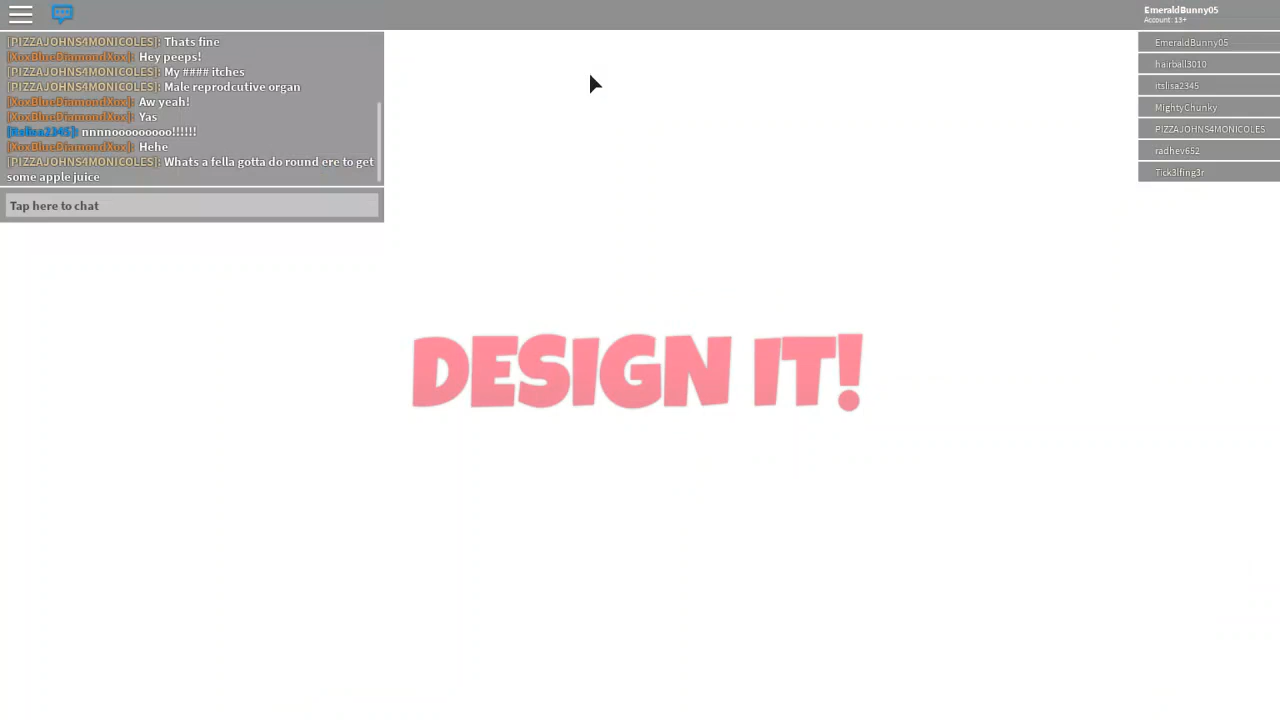 EmeraldBunny05
Account: 13+
[PIZZAJOHNS4MONICOLES]: Thats fine
[XoxBlueDiamondXox]: Hey peeps!
[PIZZAJOHNS4MONICOLES]: My #### itches
[PIZZAJOHNS4MONICOLES]: Male reprodcutive organ
[XoxBlueDiamondXox]: Aw yeah!
[XoxBlueDiamondXox]: Yas
[itslisa2345]: nnnnooooooooo!!!!!!
[XoxBlueDiamondXox]: Hehe
[PIZZAJOHNS4MONICOLES]: Whats a fella gotta do round ere to get
some apple juice
Tap here to chat
EmeraldBunny05
hairball3010
itslisa2345
MightyChunky
PIZZAJOHNS4MONICOLES
radhev652
Tick3lfing3r
DESIGN IT!